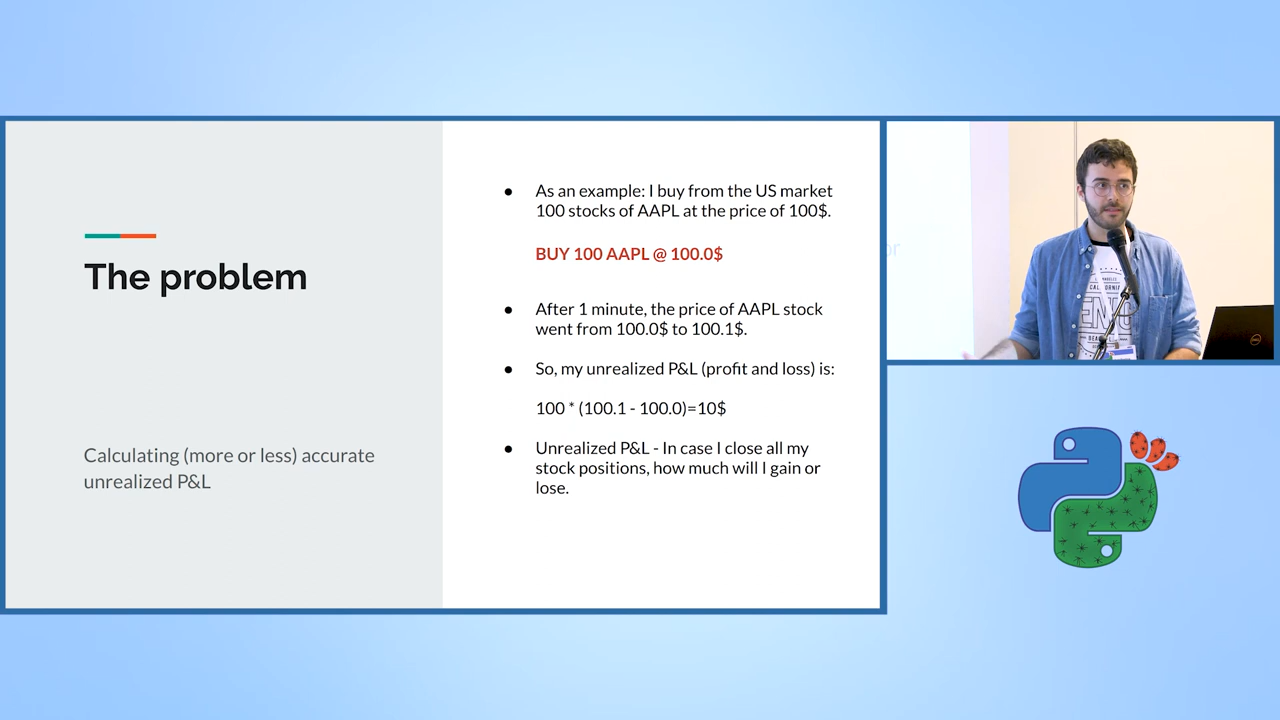 The problem
Calculating (more or less) accurate
unrealized P&L
● As an example: I buy from the US market
100 stocks of AAPL at the price of 100$.
BUY 100 AAPL @ 100.0$
● After 1 minute, the price of AAPL stock
went from 100.0$ to 100.1$.
● So, my unrealized P&L (profit and loss) is:
100 * (100.1 - 100.0)=10$
● Unrealized P&L - In case I close all my
stock positions, how much will I gain or
lose.